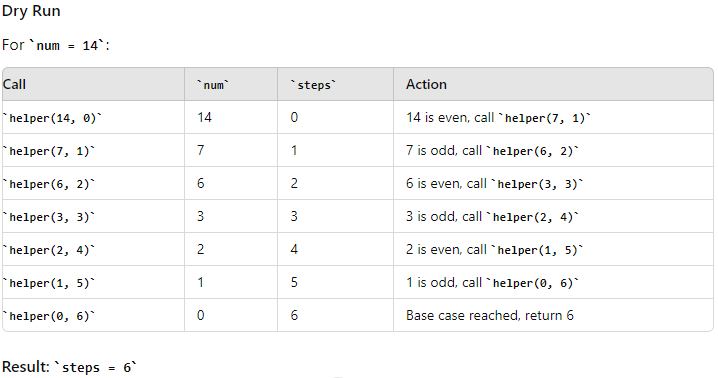 Dry Run
For `num = 14`:
Call `num` `steps` Action
`helper(14, 0)` 14 0 14 is even, call `helper(7, 1)`
`helper(7, 1)` 7 1 7 is odd, call `helper(6, 2)`
`helper(6, 2)` 6 2 6 is even, call `helper(3, 3)`
`helper(3, 3)` 3 3 3 is odd, call `helper(2, 4)`
`helper(2, 4)` 2 4 2 is even, call `helper(1, 5)`
`helper(1, 5)` 1 5 1 is odd, call `helper(0, 6)`
`helper(0, 6)` 0 6 Base case reached, return 6
Result: `steps = 6`